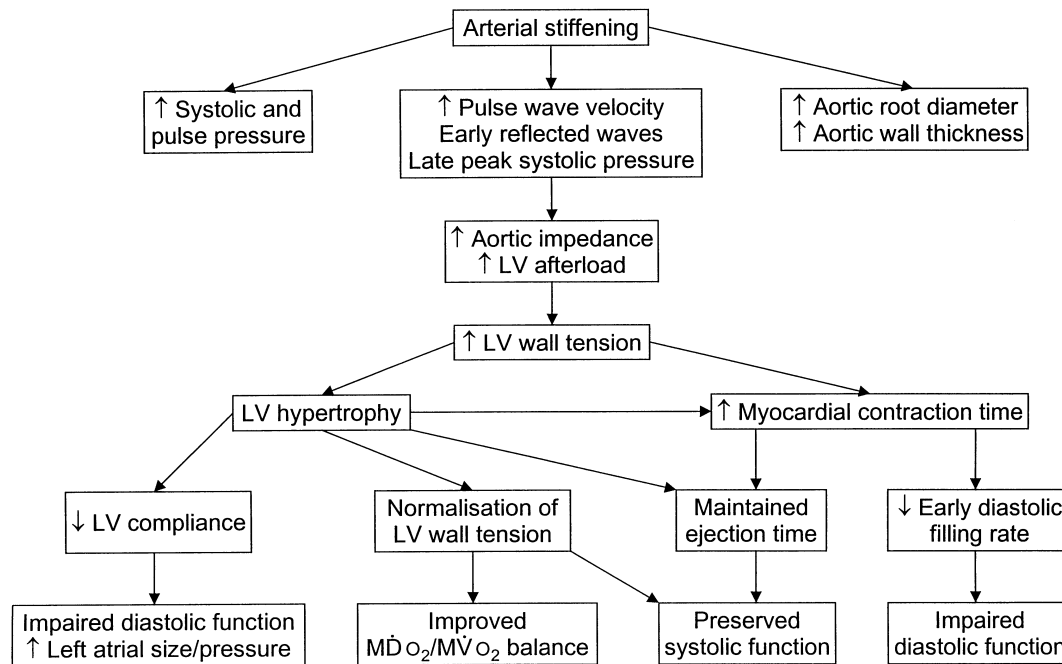 Arterial stiffening
↑ Systolic and
pulse pressure
↑ Pulse wave velocity
Early reflected waves
Late peak systolic pressure
↑ Aortic root diameter
↑ Aortic wall thickness
↑ Aortic impedance
↑ LV afterload
↑ LV wall tension
LV hypertrophy
↑ Myocardial contraction time
↓ LV compliance
Normalisation of
LV wall tension
Maintained
ejection time
↓ Early diastolic
filling rate
Impaired diastolic function
↑ Left atrial size/pressure
Improved
MḊo₂/MV̇o₂ balance
Preserved
systolic function
Impaired
diastolic function